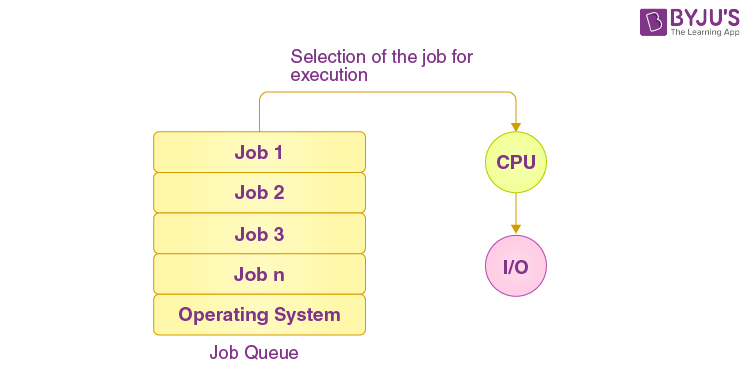 BYJU'S
The Learning App
Selection of the job for
execution
Job 1
Job 2
Job 3
Job n
Operating System
Job Queue
CPU
I/O